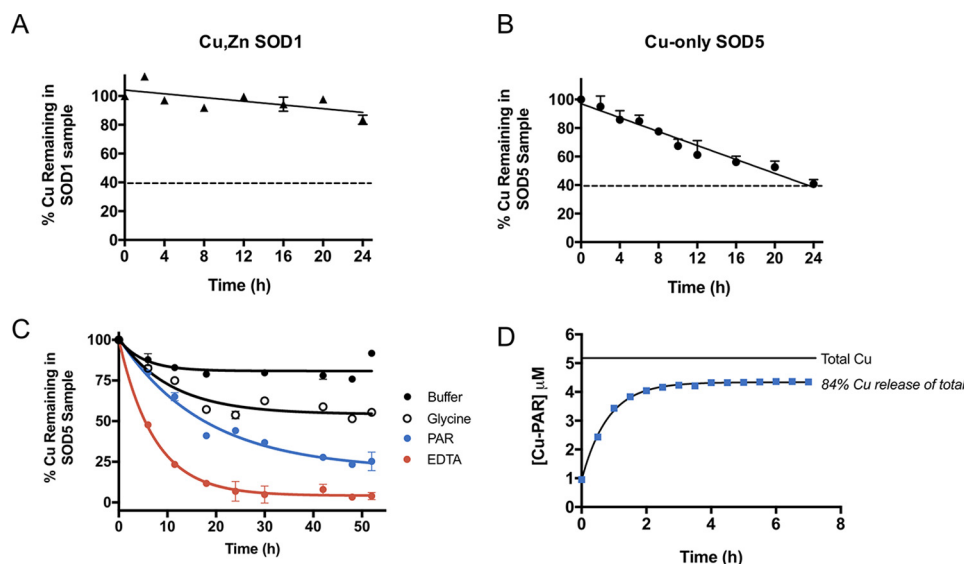 A
Cu,Zn SOD1
% Cu Remaining in
SOD1 sample
100
80
60
40
20
0
0 4 8 12 16 20 24
Time (h)
B
Cu-only SOD5
% Cu Remaining in
SOD5 Sample
100
80
60
40
20
0
0 4 8 12 16 20 24
Time (h)
C
% Cu Remaining in
SOD5 Sample
100
75
50
25
0
0 10 20 30 40 50
Time (h)
Buffer
Glycine
PAR
EDTA
D
[Cu-PAR] µM
6
5
4
3
2
1
0
0 2 4 6 8
Time (h)
Total Cu
84% Cu release of total